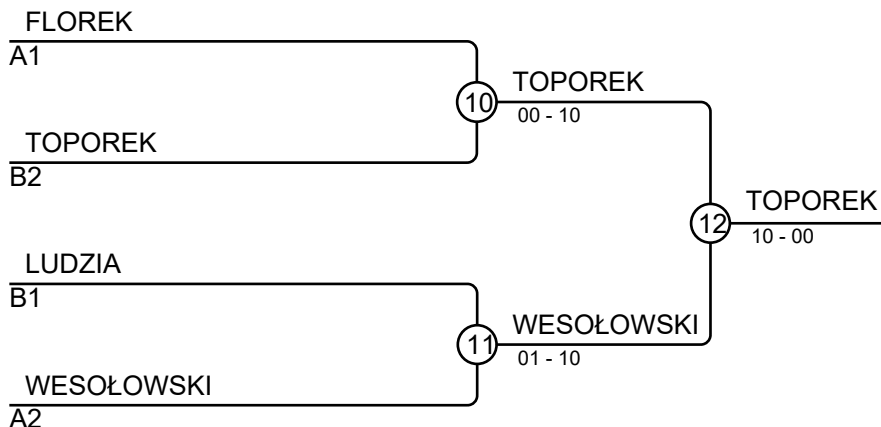 FLOREK
A1
10
TOPOREK
00 - 10
TOPOREK
B2
12
TOPOREK
10 - 00
LUDZIA
B1
11
WESOŁOWSKI
01 - 10
WESOŁOWSKI
A2